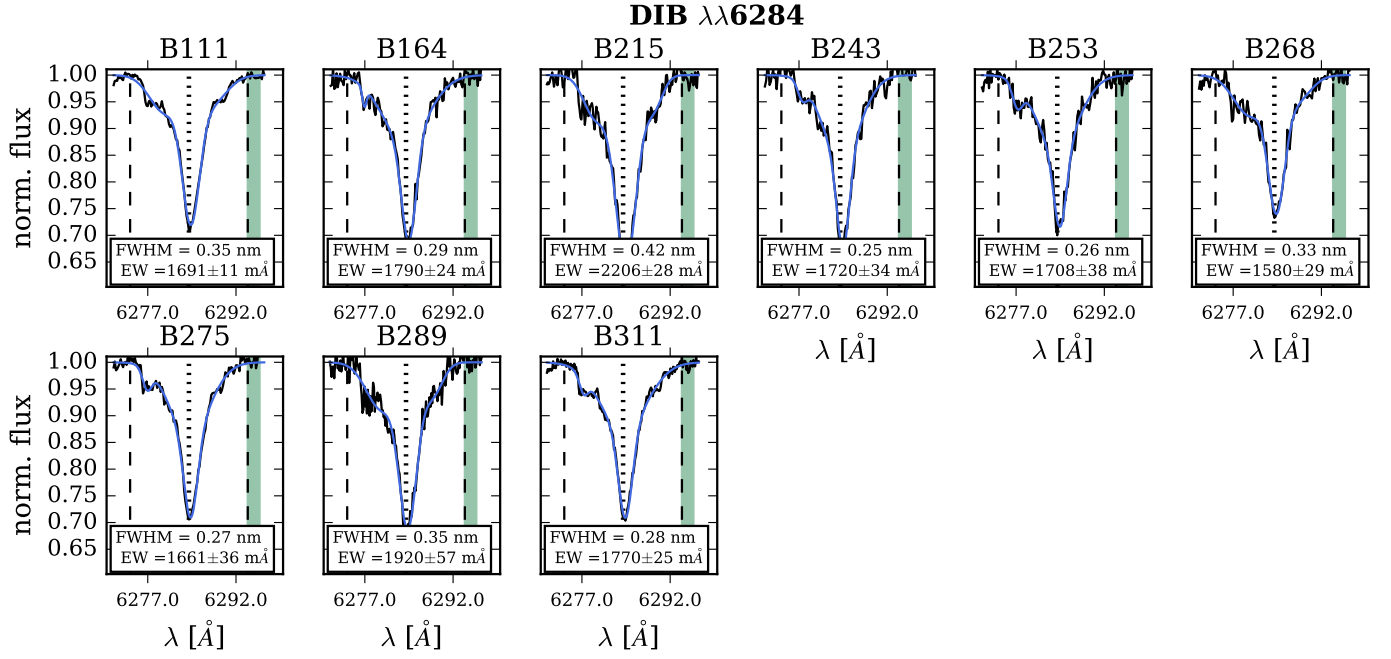 DIB λλ6284
B111 B164 B215 B243 B253 B268
norm. flux
1.00
0.95
0.90
0.85
0.80
0.75
0.70
0.65
FWHM = 0.35 nm
EW =1691±11 mÅ
FWHM = 0.29 nm
EW =1790±24 mÅ
FWHM = 0.42 nm
EW =2206±28 mÅ
FWHM = 0.25 nm
EW =1720±34 mÅ
FWHM = 0.26 nm
EW =1708±38 mÅ
FWHM = 0.33 nm
EW =1580±29 mÅ
6277.0 6292.0 6277.0 6292.0 6277.0 6292.0 6277.0 6292.0 6277.0 6292.0 6277.0 6292.0
λ [Å] λ [Å] λ [Å]
B275 B289 B311
norm. flux
1.00
0.95
0.90
0.85
0.80
0.75
0.70
0.65
FWHM = 0.27 nm
EW =1661±36 mÅ
FWHM = 0.35 nm
EW =1920±57 mÅ
FWHM = 0.28 nm
EW =1770±25 mÅ
6277.0 6292.0 6277.0 6292.0 6277.0 6292.0
λ [Å] λ [Å] λ [Å]